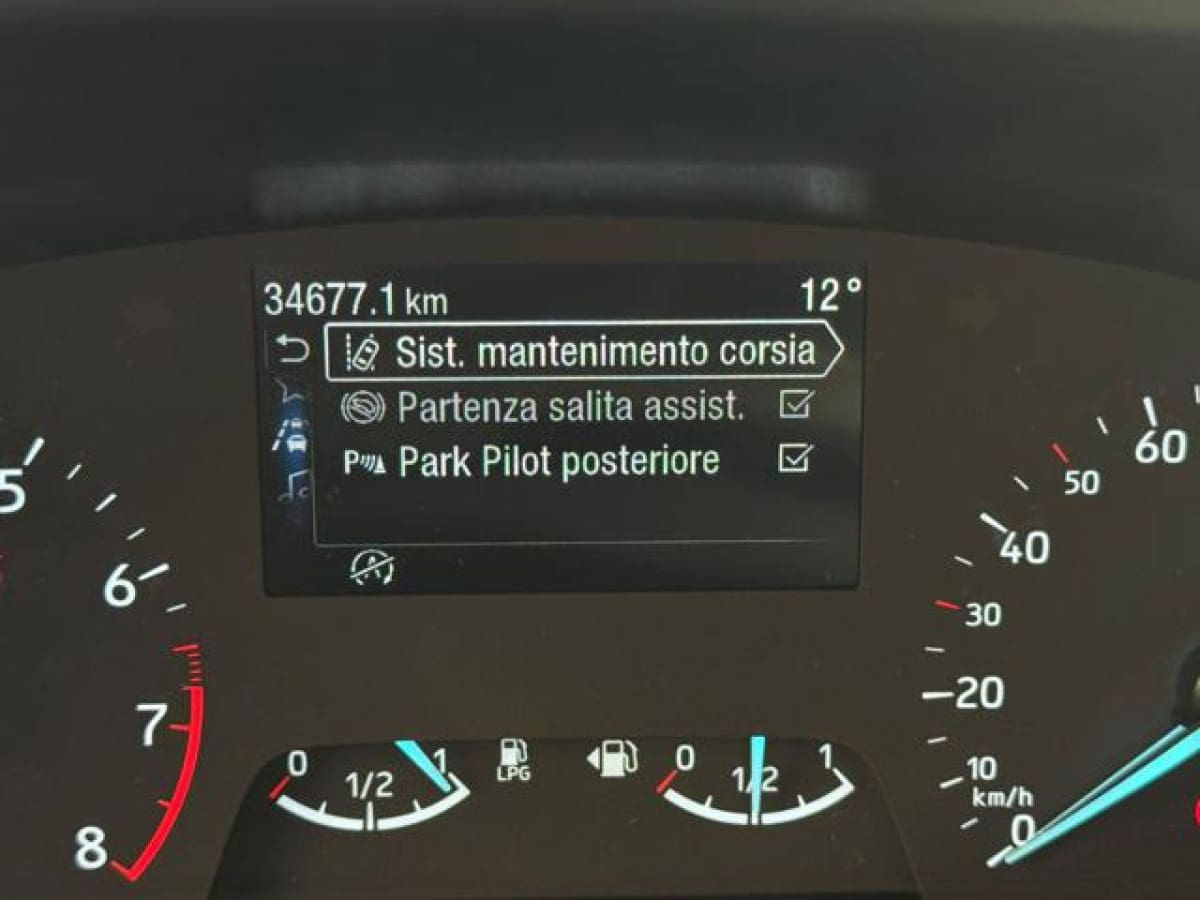 34677.1 km 12°
Sist. mantenimento corsia
Partenza salita assist.
Park Pilot posteriore
P
A
5
6
7
8
60
50
40
30
20
10
km/h
0
0 1/2 1
LPG
0 1/2 1